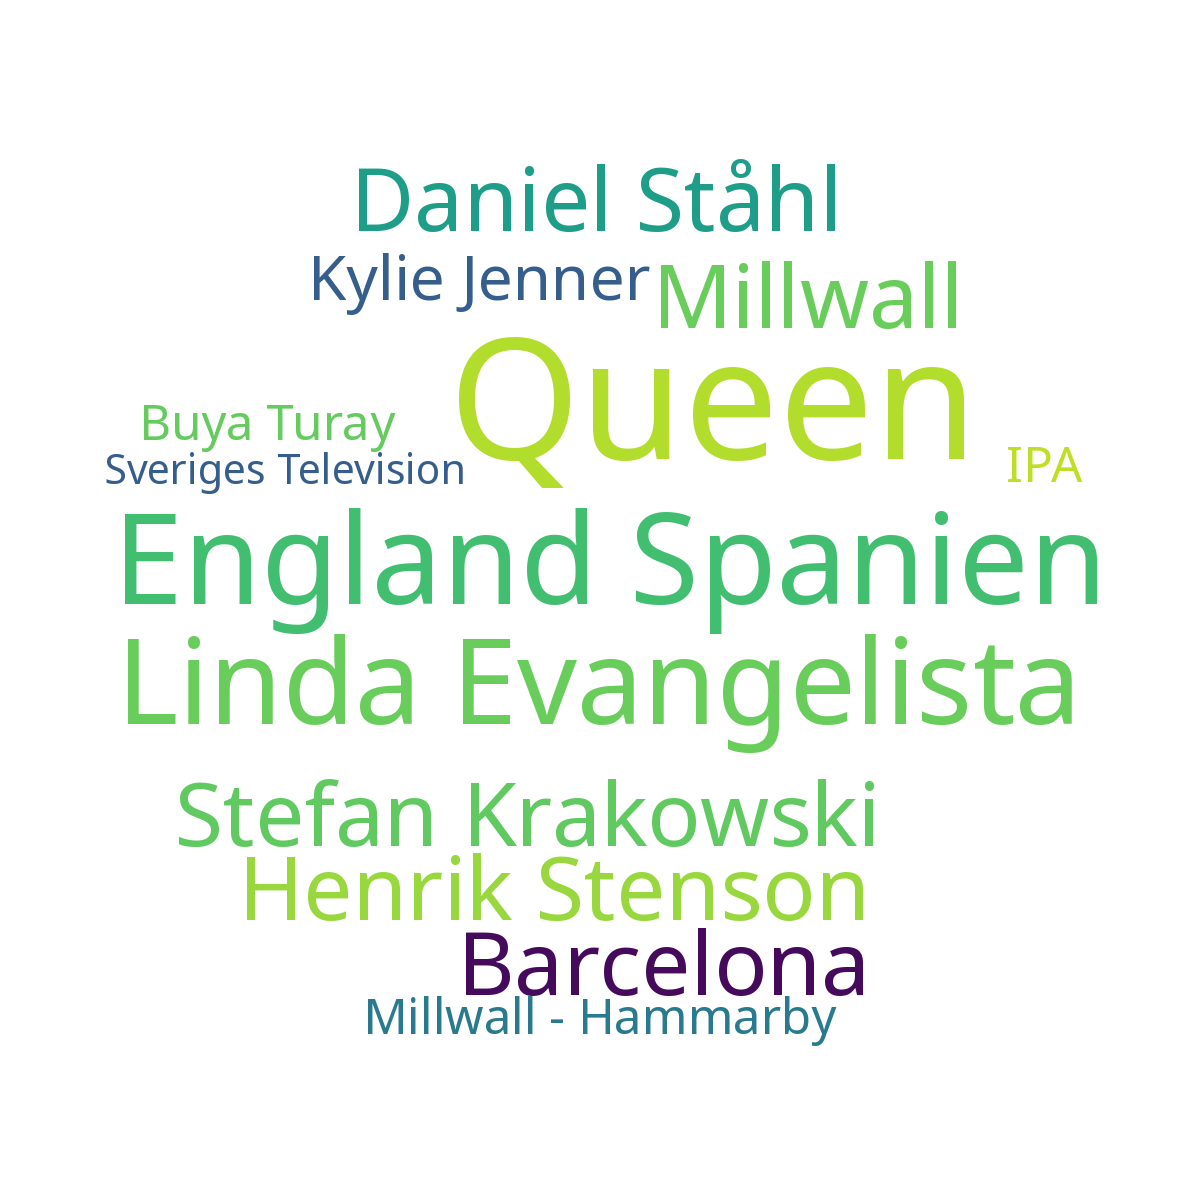 Daniel Ståhl
Kylie Jenner
Millwall
Queen
Buya Turay
Sveriges Television
IPA
England Spanien
Linda Evangelista
Stefan Krakowski
Henrik Stenson
Barcelona
Millwall - Hammarby